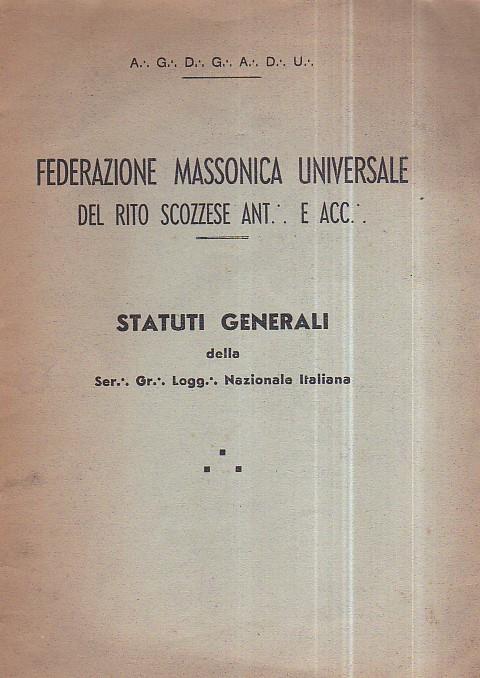 A∴ G∴ D∴ G∴ A∴ D∴ U∴
FEDERAZIONE MASSONICA UNIVERSALE
DEL RITO SCOZZESE ANT∴. E ACC∴.
STATUTI GENERALI
della
Ser∴. Gr∴. Logg∴. Nazionale Italiana